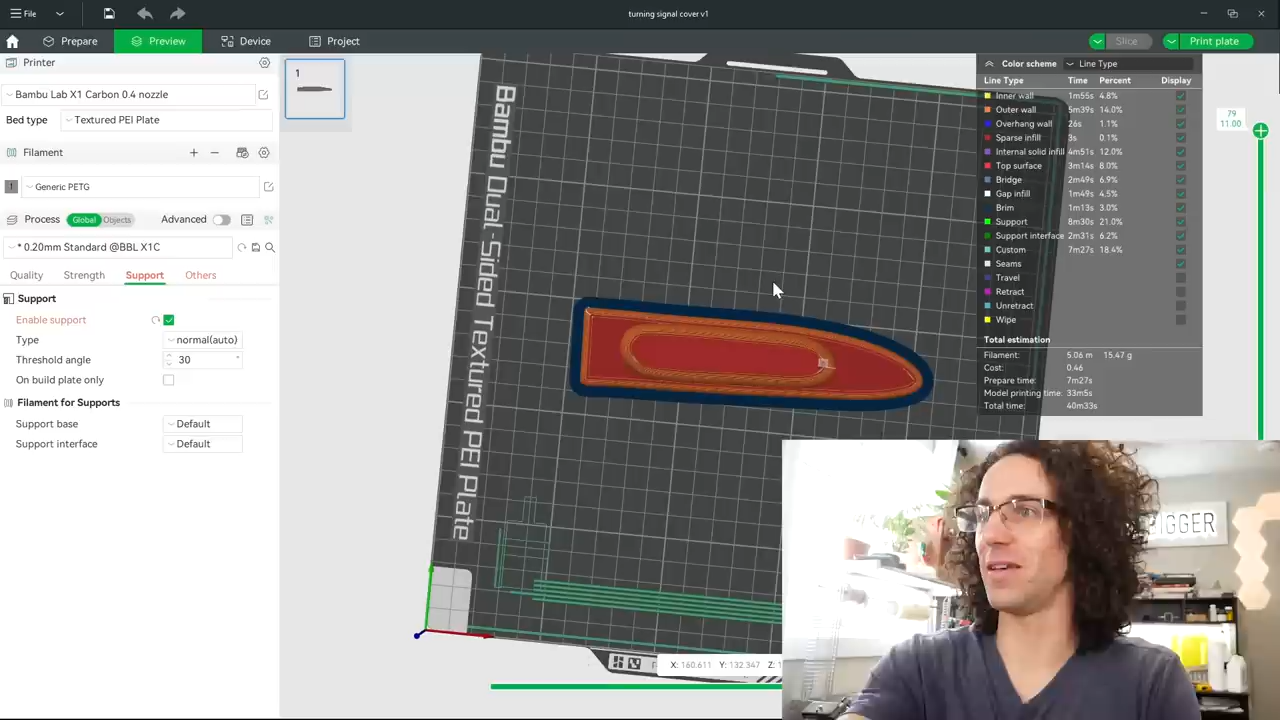 File
turning signal cover v1
Prepare
Preview
Device
Project
Slice
Print plate
Printer
Bambu Lab X1 Carbon 0.4 nozzle
Bed type
Textured PEI Plate
Filament
1
Generic PETG
Process
Global
Objects
Advanced
* 0.20mm Standard @BBL X1C
Quality
Strength
Support
Others
Support
Enable support
Type
normal(auto)
Threshold angle
30
°
On build plate only
Filament for Supports
Support base
Default
Support interface
Default
1
Bambu Dual-Sided Textured PEI Plate
Color scheme
Line Type
Line Type Time Percent Display
Inner wall 1m55s 4.8%
Outer wall 5m39s 14.0%
Overhang wall 26s 1.1%
Sparse infill 3s 0.1%
Internal solid infill 4m51s 12.0%
Top surface 3m14s 8.0%
Bridge 2m49s 6.9%
Gap infill 1m49s 4.5%
Brim 1m13s 3.0%
Support 8m30s 21.0%
Support interface 2m31s 6.2%
Custom 7m27s 18.4%
Seams
Travel
Retract
Unretract
Wipe
Total estimation
Filament: 5.06 m 15.47 g
Cost: 0.46
Prepare time: 7m27s
Model printing time: 33m5s
Total time: 40m33s
79
11.00
X: 160.611 Y: 132.347 Z:
IGGER